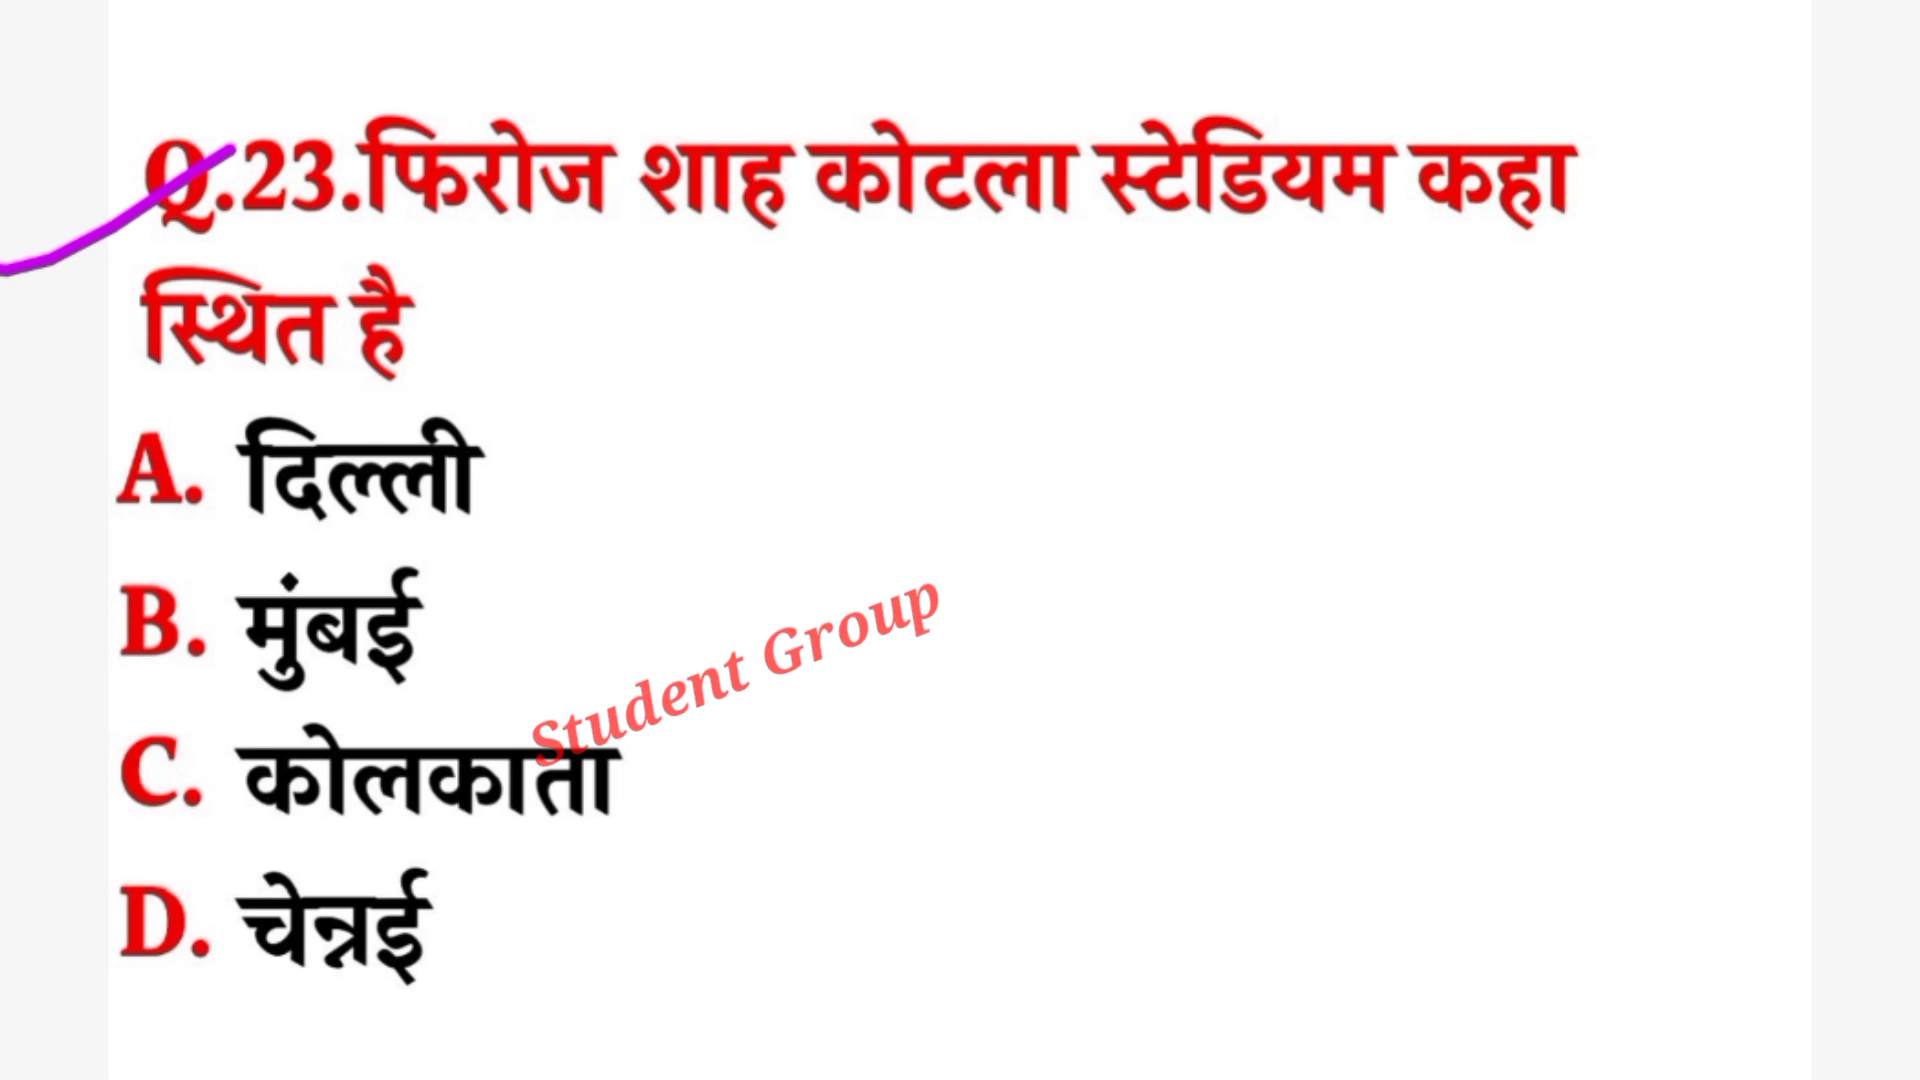 Q.23.फिरोज शाह कोटला स्टेडियम कहा
स्थित है
A. दिल्ली
B. मुंबई
C. कोलकाता
D. चेन्नई
Student Group